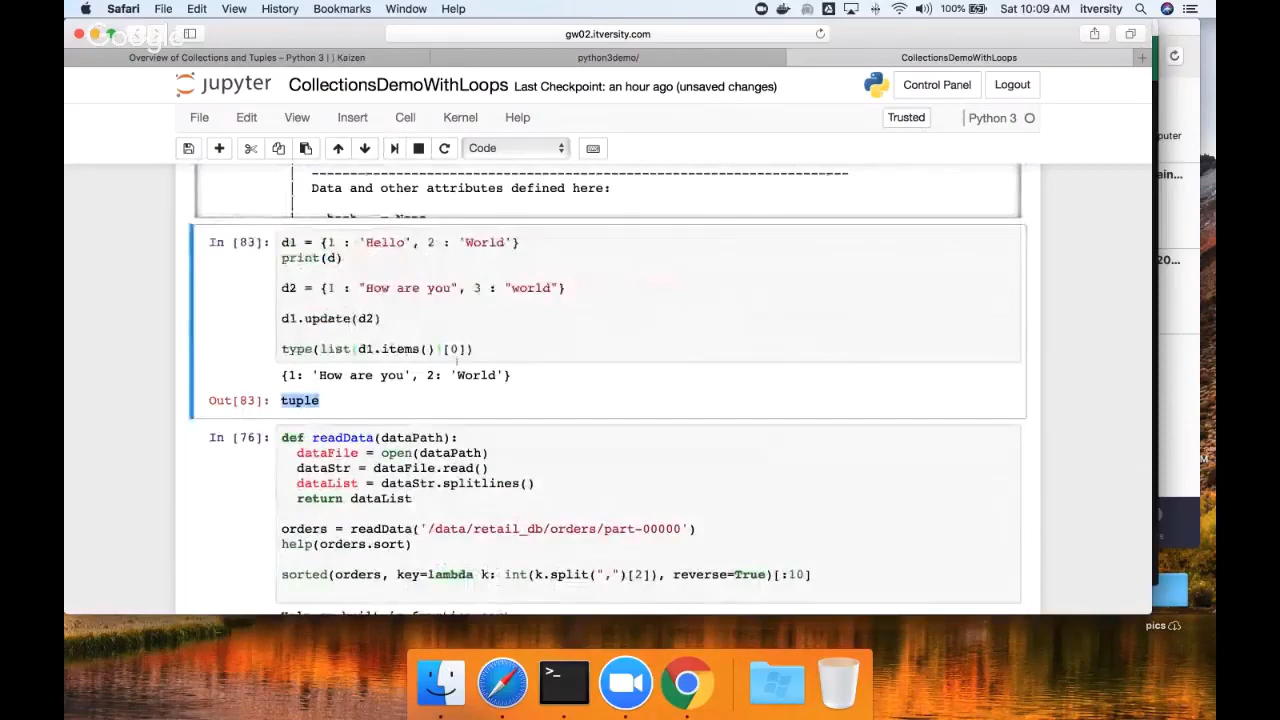 Safari File Edit View History Bookmarks Window Help 100% Sat 10:09 AM itversity
Google
gw02.itversity.com
Overview of Collections and Tuples – Python 3 | Kaizen python3demo/ CollectionsDemoWithLoops
jupyter CollectionsDemoWithLoops Last Checkpoint: an hour ago (unsaved changes) Control Panel Logout
File Edit View Insert Cell Kernel Help Trusted Python 3
Code
Data and other attributes defined here:
In [83]: d1 = {1 : 'Hello', 2 : 'World'}
print(d)
d2 = {1 : "How are you", 3 : "world"}
d1.update(d2)
type(list(d1.items())[0])
{1: 'How are you', 2: 'World'}
Out[83]: tuple
In [76]: def readData(dataPath):
dataFile = open(dataPath)
dataStr = dataFile.read()
dataList = dataStr.splitlines()
return dataList
orders = readData('/data/retail_db/orders/part-00000')
help(orders.sort)
sorted(orders, key=lambda k: int(k.split(",")[2]), reverse=True)[:10]
pics